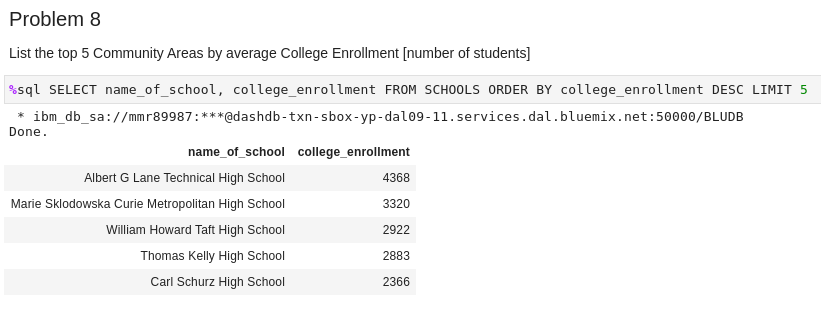 Problem 8
List the top 5 Community Areas by average College Enrollment [number of students]
%sql SELECT name_of_school, college_enrollment FROM SCHOOLS ORDER BY college_enrollment DESC LIMIT 5
* ibm_db_sa://mmr89987:***@dashdb-txn-sbox-yp-dal09-11.services.dal.bluemix.net:50000/BLUDB
Done.
name_of_school college_enrollment
Albert G Lane Technical High School 4368
Marie Sklodowska Curie Metropolitan High School 3320
William Howard Taft High School 2922
Thomas Kelly High School 2883
Carl Schurz High School 2366